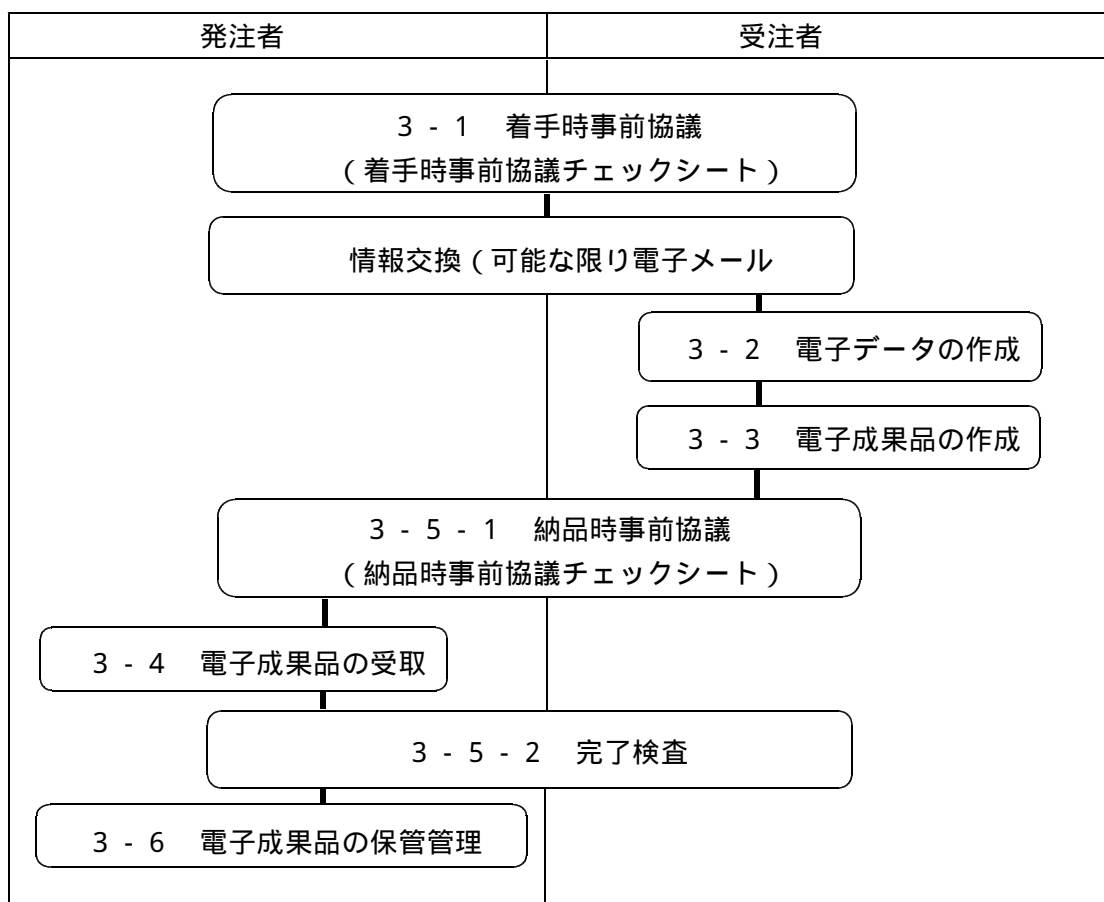 発注者
受注者
3-1 着手時事前協議
(着手時事前協議チェックシート)
情報交換(可能な限り電子メール
3-2 電子データの作成
3-3 電子成果品の作成
3-5-1 納品時事前協議
(納品時事前協議チェックシート)
3-4 電子成果品の受取
3-5-2 完了検査
3-6 電子成果品の保管管理